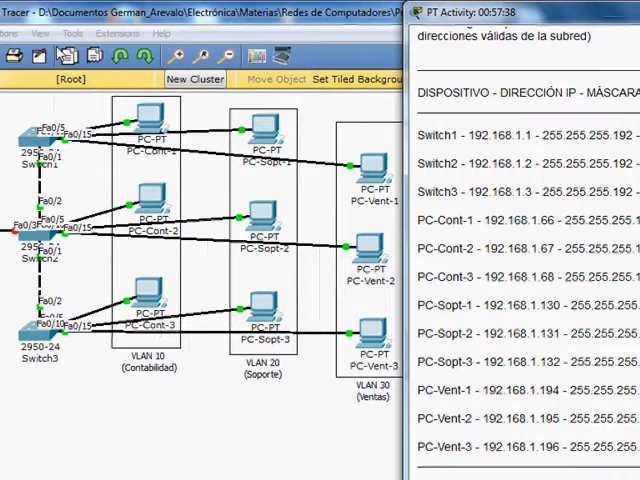 Tracer - D:\Documentos German_Arevalo\Electrónica\Materias\Redes de Computadores\P
View Tools Extensions Help
[Root]
New Cluster
Move Object
Set Tiled Backgrou
Fa0/5
Fa0/15
2950-24
Switch1
Fa0/1
PC-PT
PC-Cont-1
PC-PT
PC-Sopt-1
PC-PT
PC-Vent-1
Fa0/2
Fa0/5
Fa0/3
Fa0/15
Switch2
Fa0/1
PC-PT
PC-Cont-2
PC-PT
PC-Sopt-2
PC-PT
PC-Vent-2
Fa0/2
Fa0/10
Fa0/15
2950-24
Switch3
PC-PT
PC-Cont-3
PC-PT
PC-Sopt-3
PC-PT
PC-Vent-3
VLAN 10
(Contabilidad)
VLAN 20
(Soporte)
VLAN 30
(Ventas)
PT Activity: 00:57:38
direcciones válidas de la subred)
DISPOSITIVO - DIRECCIÓN IP - MÁSCARA
Switch1 - 192.168.1.1 - 255.255.255.192 -
Switch2 - 192.168.1.2 - 255.255.255.192 -
Switch3 - 192.168.1.3 - 255.255.255.192 -
PC-Cont-1 - 192.168.1.66 - 255.255.255.1
PC-Cont-2 - 192.168.1.67 - 255.255.255.1
PC-Cont-3 - 192.168.1.68 - 255.255.255.1
PC-Sopt-1 - 192.168.1.130 - 255.255.255.
PC-Sopt-2 - 192.168.1.131 - 255.255.255.
PC-Sopt-3 - 192.168.1.132 - 255.255.255.
PC-Vent-1 - 192.168.1.194 - 255.255.255.
PC-Vent-2 - 192.168.1.195 - 255.255.255.
PC-Vent-3 - 192.168.1.196 - 255.255.255.